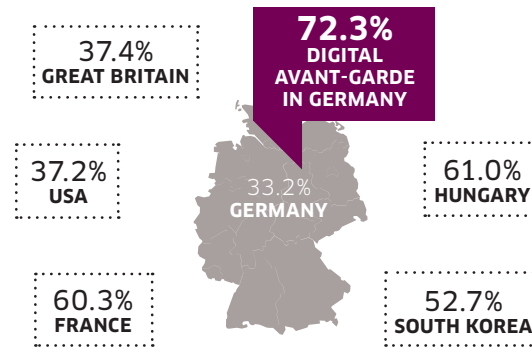 37.4%
GREAT BRITAIN
72.3%
DIGITAL
AVANT-GARDE
IN GERMANY
37.2%
USA
33.2%
GERMANY
61.0%
HUNGARY
60.3%
FRANCE
52.7%
SOUTH KOREA